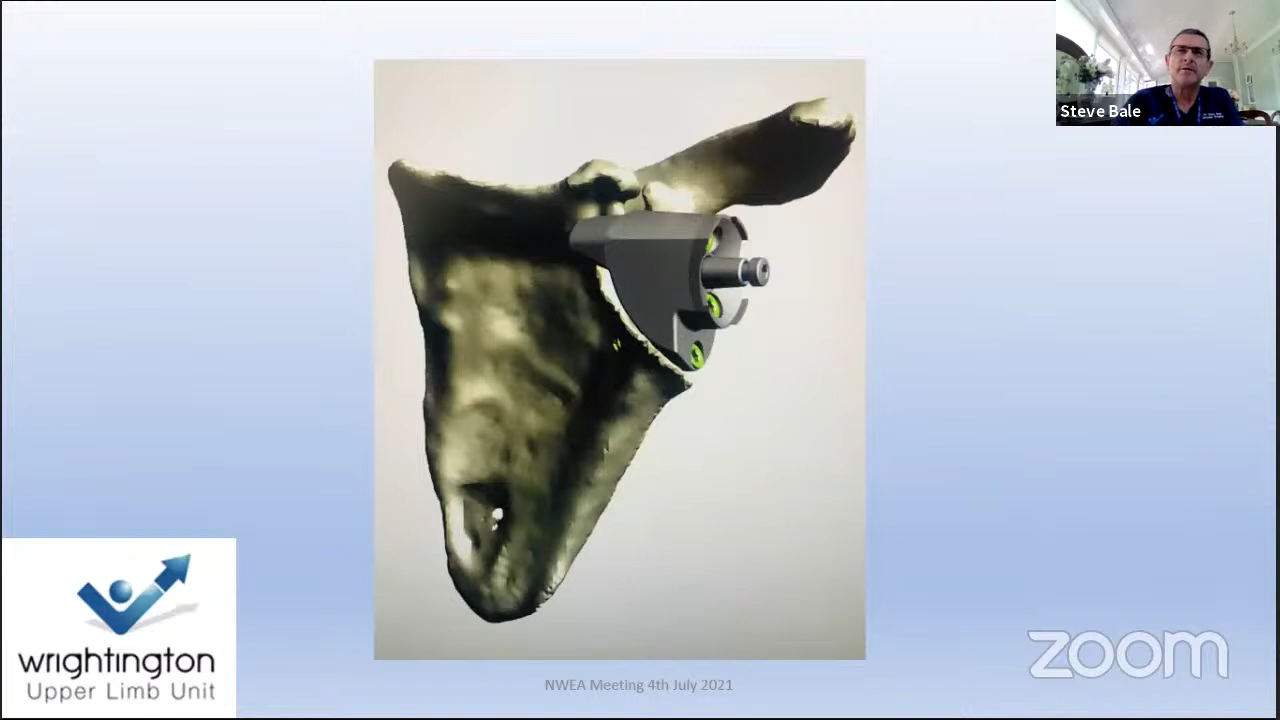 Steve Bale
wrightington
Upper Limb Unit
NWEA Meeting 4th July 2021
zoom